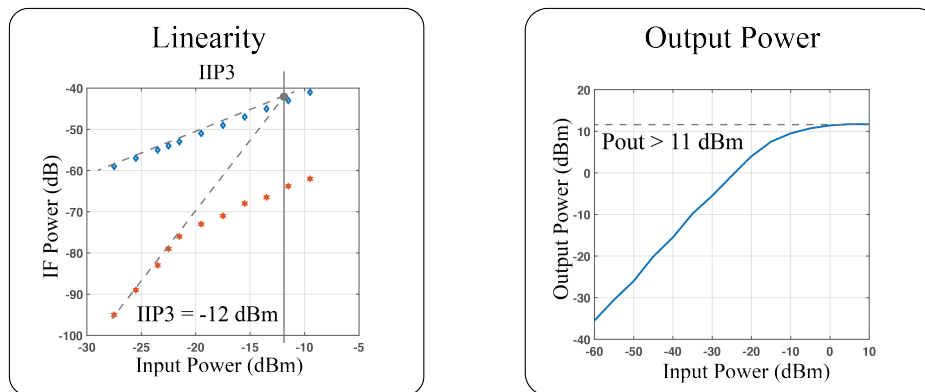 Linearity
IIP3
-40
-50
-60
-70
-80
-90
-100
IF Power (dB)
IIP3 = -12 dBm
-30 -25 -20 -15 -10 -5
Input Power (dBm)
Output Power
20
10
0
-10
-20
-30
-40
Output Power (dBm)
Pout > 11 dBm
-60 -50 -40 -30 -20 -10 0 10
Input Power (dBm)